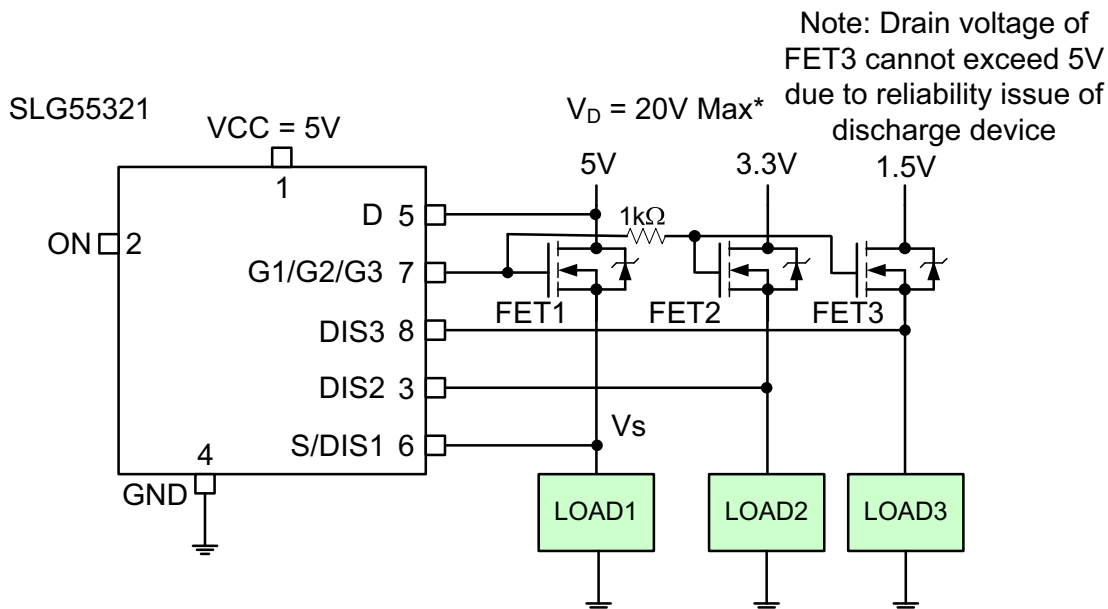 Note: Drain voltage of
FET3 cannot exceed 5V
due to reliability issue of
discharge device
SLG55321
VCC = 5V
V_D = 20V Max*
5V
3.3V
1.5V
1
D 5
1kΩ
ON 2
G1/G2/G3 7
FET1
FET2
FET3
DIS3 8
DIS2 3
Vs
S/DIS1 6
4
GND
LOAD1
LOAD2
LOAD3